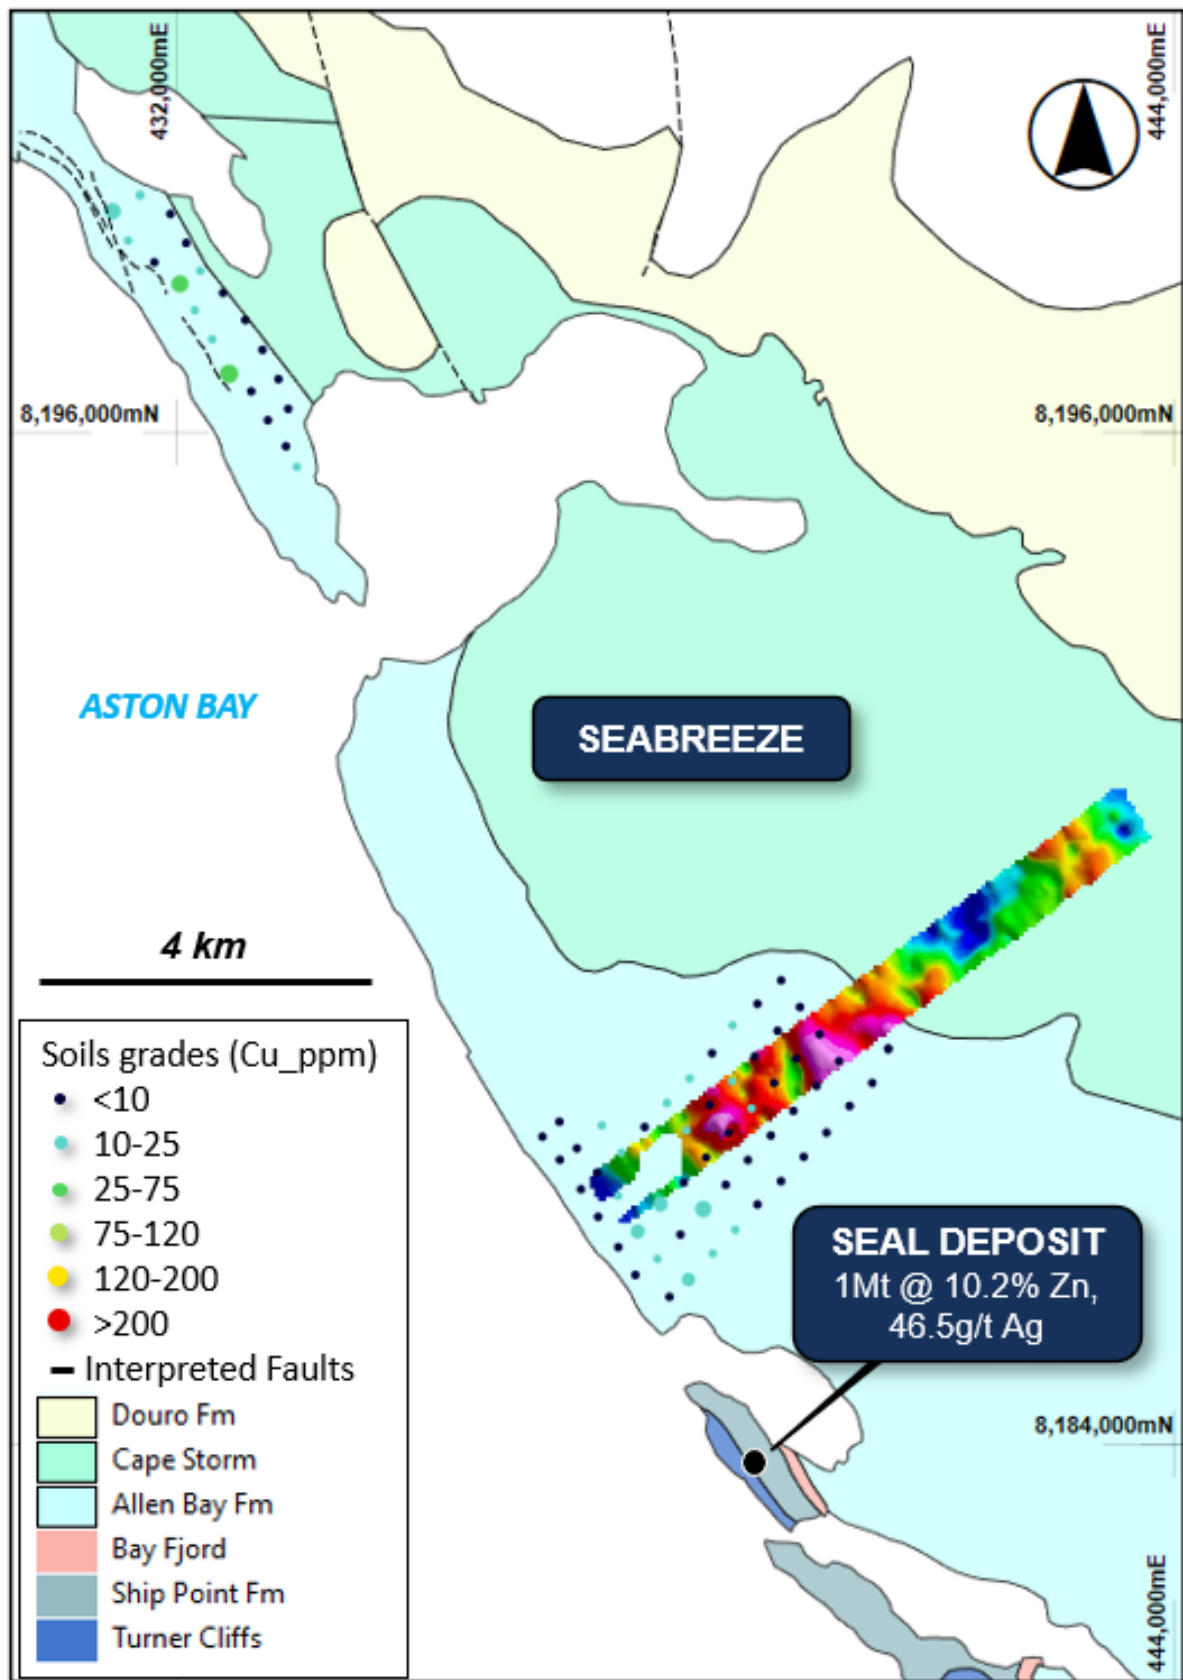 432,000mE
444,000mE
8,196,000mN
8,196,000mN
ASTON BAY
SEABREEZE
4 km
Soils grades (Cu_ppm)
<10
10-25
25-75
75-120
120-200
>200
Interpreted Faults
Douro Fm
Cape Storm
Allen Bay Fm
Bay Fjord
Ship Point Fm
Turner Cliffs
SEAL DEPOSIT
1Mt @ 10.2% Zn,
46.5g/t Ag
8,184,000mN
444,000mE